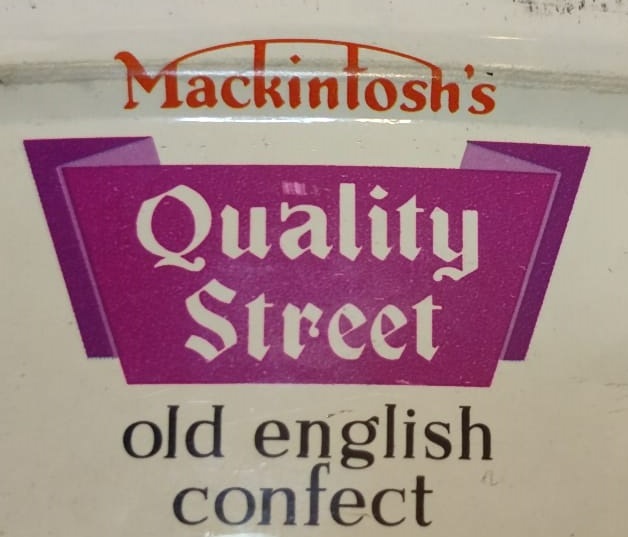 Mackintosh's
Quality
Street
old english
confect